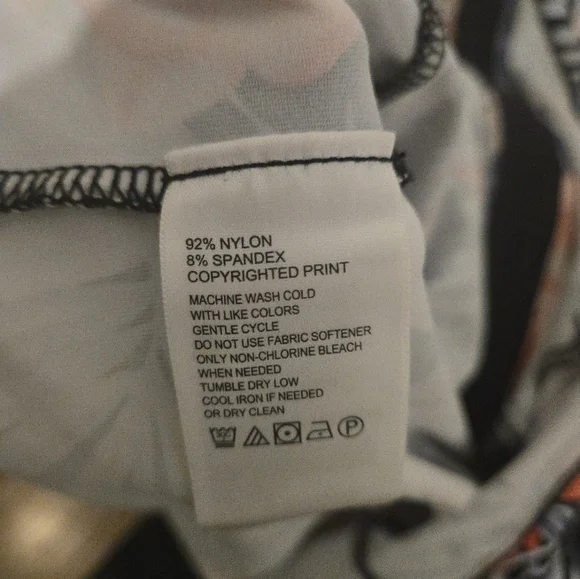 92% NYLON
8% SPANDEX
COPYRIGHTED PRINT
MACHINE WASH COLD
WITH LIKE COLORS
GENTLE CYCLE
DO NOT USE FABRIC SOFTENER
ONLY NON-CHLORINE BLEACH
WHEN NEEDED
TUMBLE DRY LOW
COOL IRON IF NEEDED
OR DRY CLEAN
P